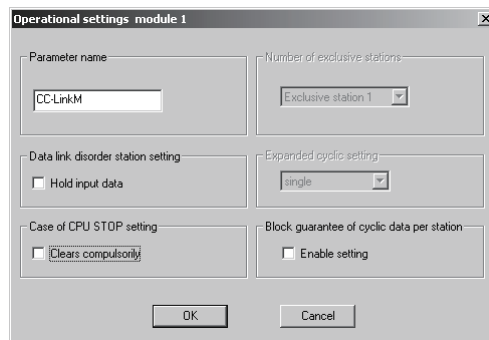 Operational settings module 1
Parameter name
CC-LinkM
Number of exclusive stations
Exclusive station 1
Data link disorder station setting
Hold input data
Expanded cyclic setting
single
Case of CPU STOP setting
Clears compulsorily
Block guarantee of cyclic data per station
Enable setting
OK
Cancel